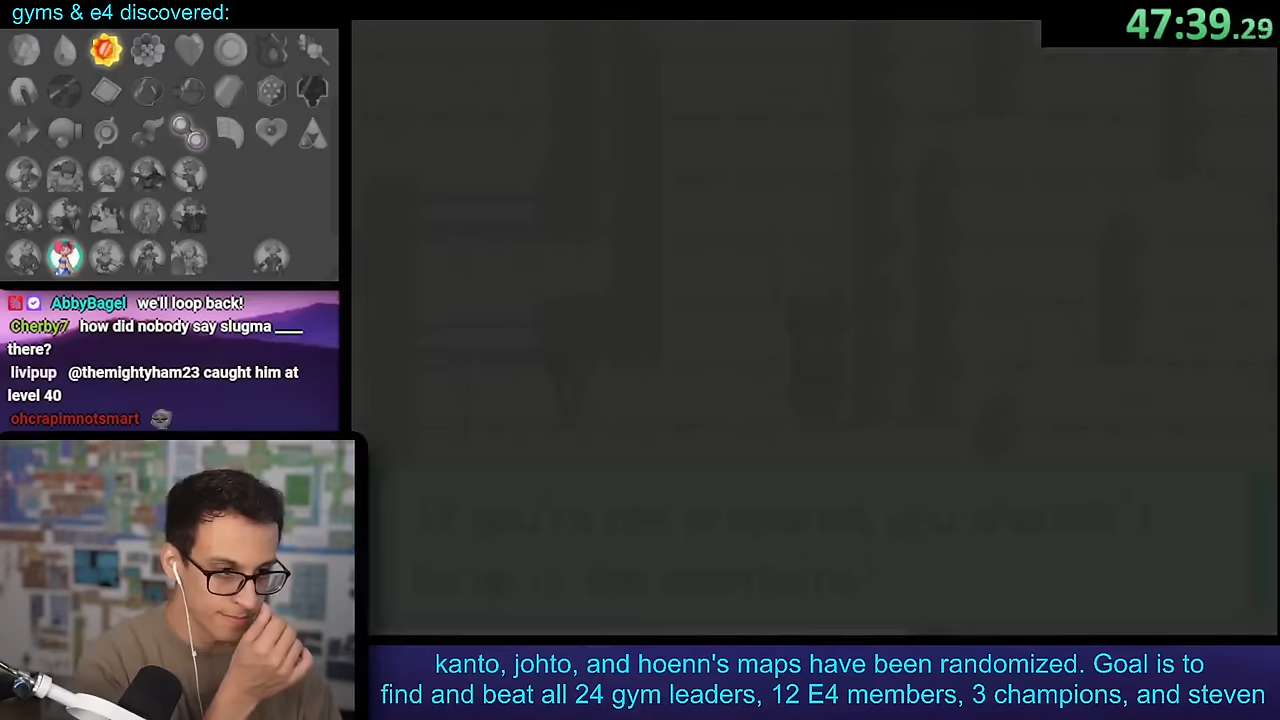 gyms & e4 discovered:
47:39.29
AbbyBagel we'll loop back!
Cherby7 how did nobody say slugma ___
there?
livipup @themightyham23 caught him at
level 40
ohcrapimnotsmart
kanto, johto, and hoenn's maps have been randomized. Goal is to
find and beat all 24 gym leaders, 12 E4 members, 3 champions, and steven